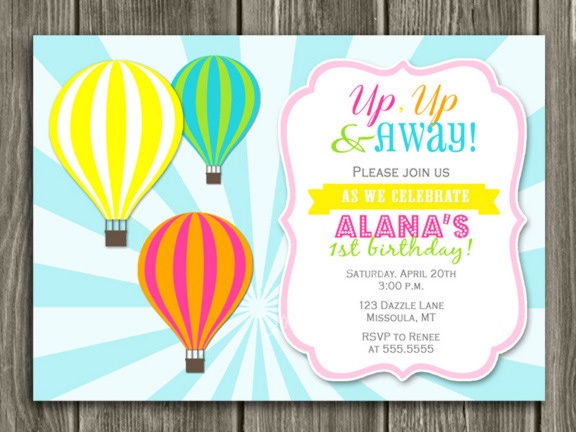 Up, Up
& AWAY!
PLEASE JOIN US
AS WE CELEBRATE
ALANA'S
1st birthday!
SATURDAY, APRIL 20TH
3:00 P.M.
123 DAZZLE LANE
MISSOULA, MT
RSVP TO RENEE
AT 555.5555